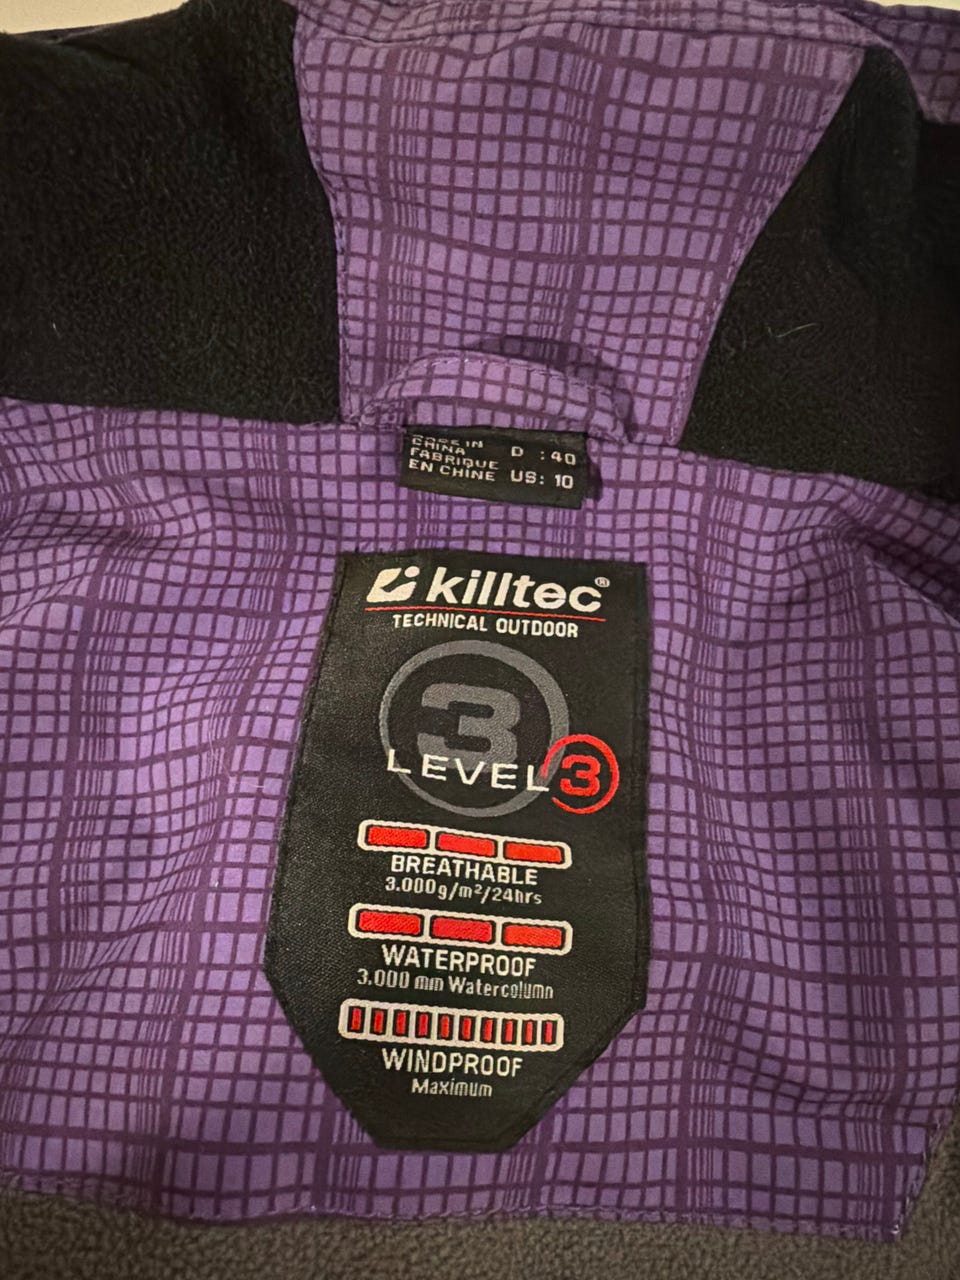 MADE IN
CHINA
FABRIQUE
EN CHINE
D : 40
US: 10
killtec®
TECHNICAL OUTDOOR
3
LEVEL 3
BREATHABLE
3.000g/m²/24hrs
WATERPROOF
3.000 mm Watercolumn
WINDPROOF
Maximum